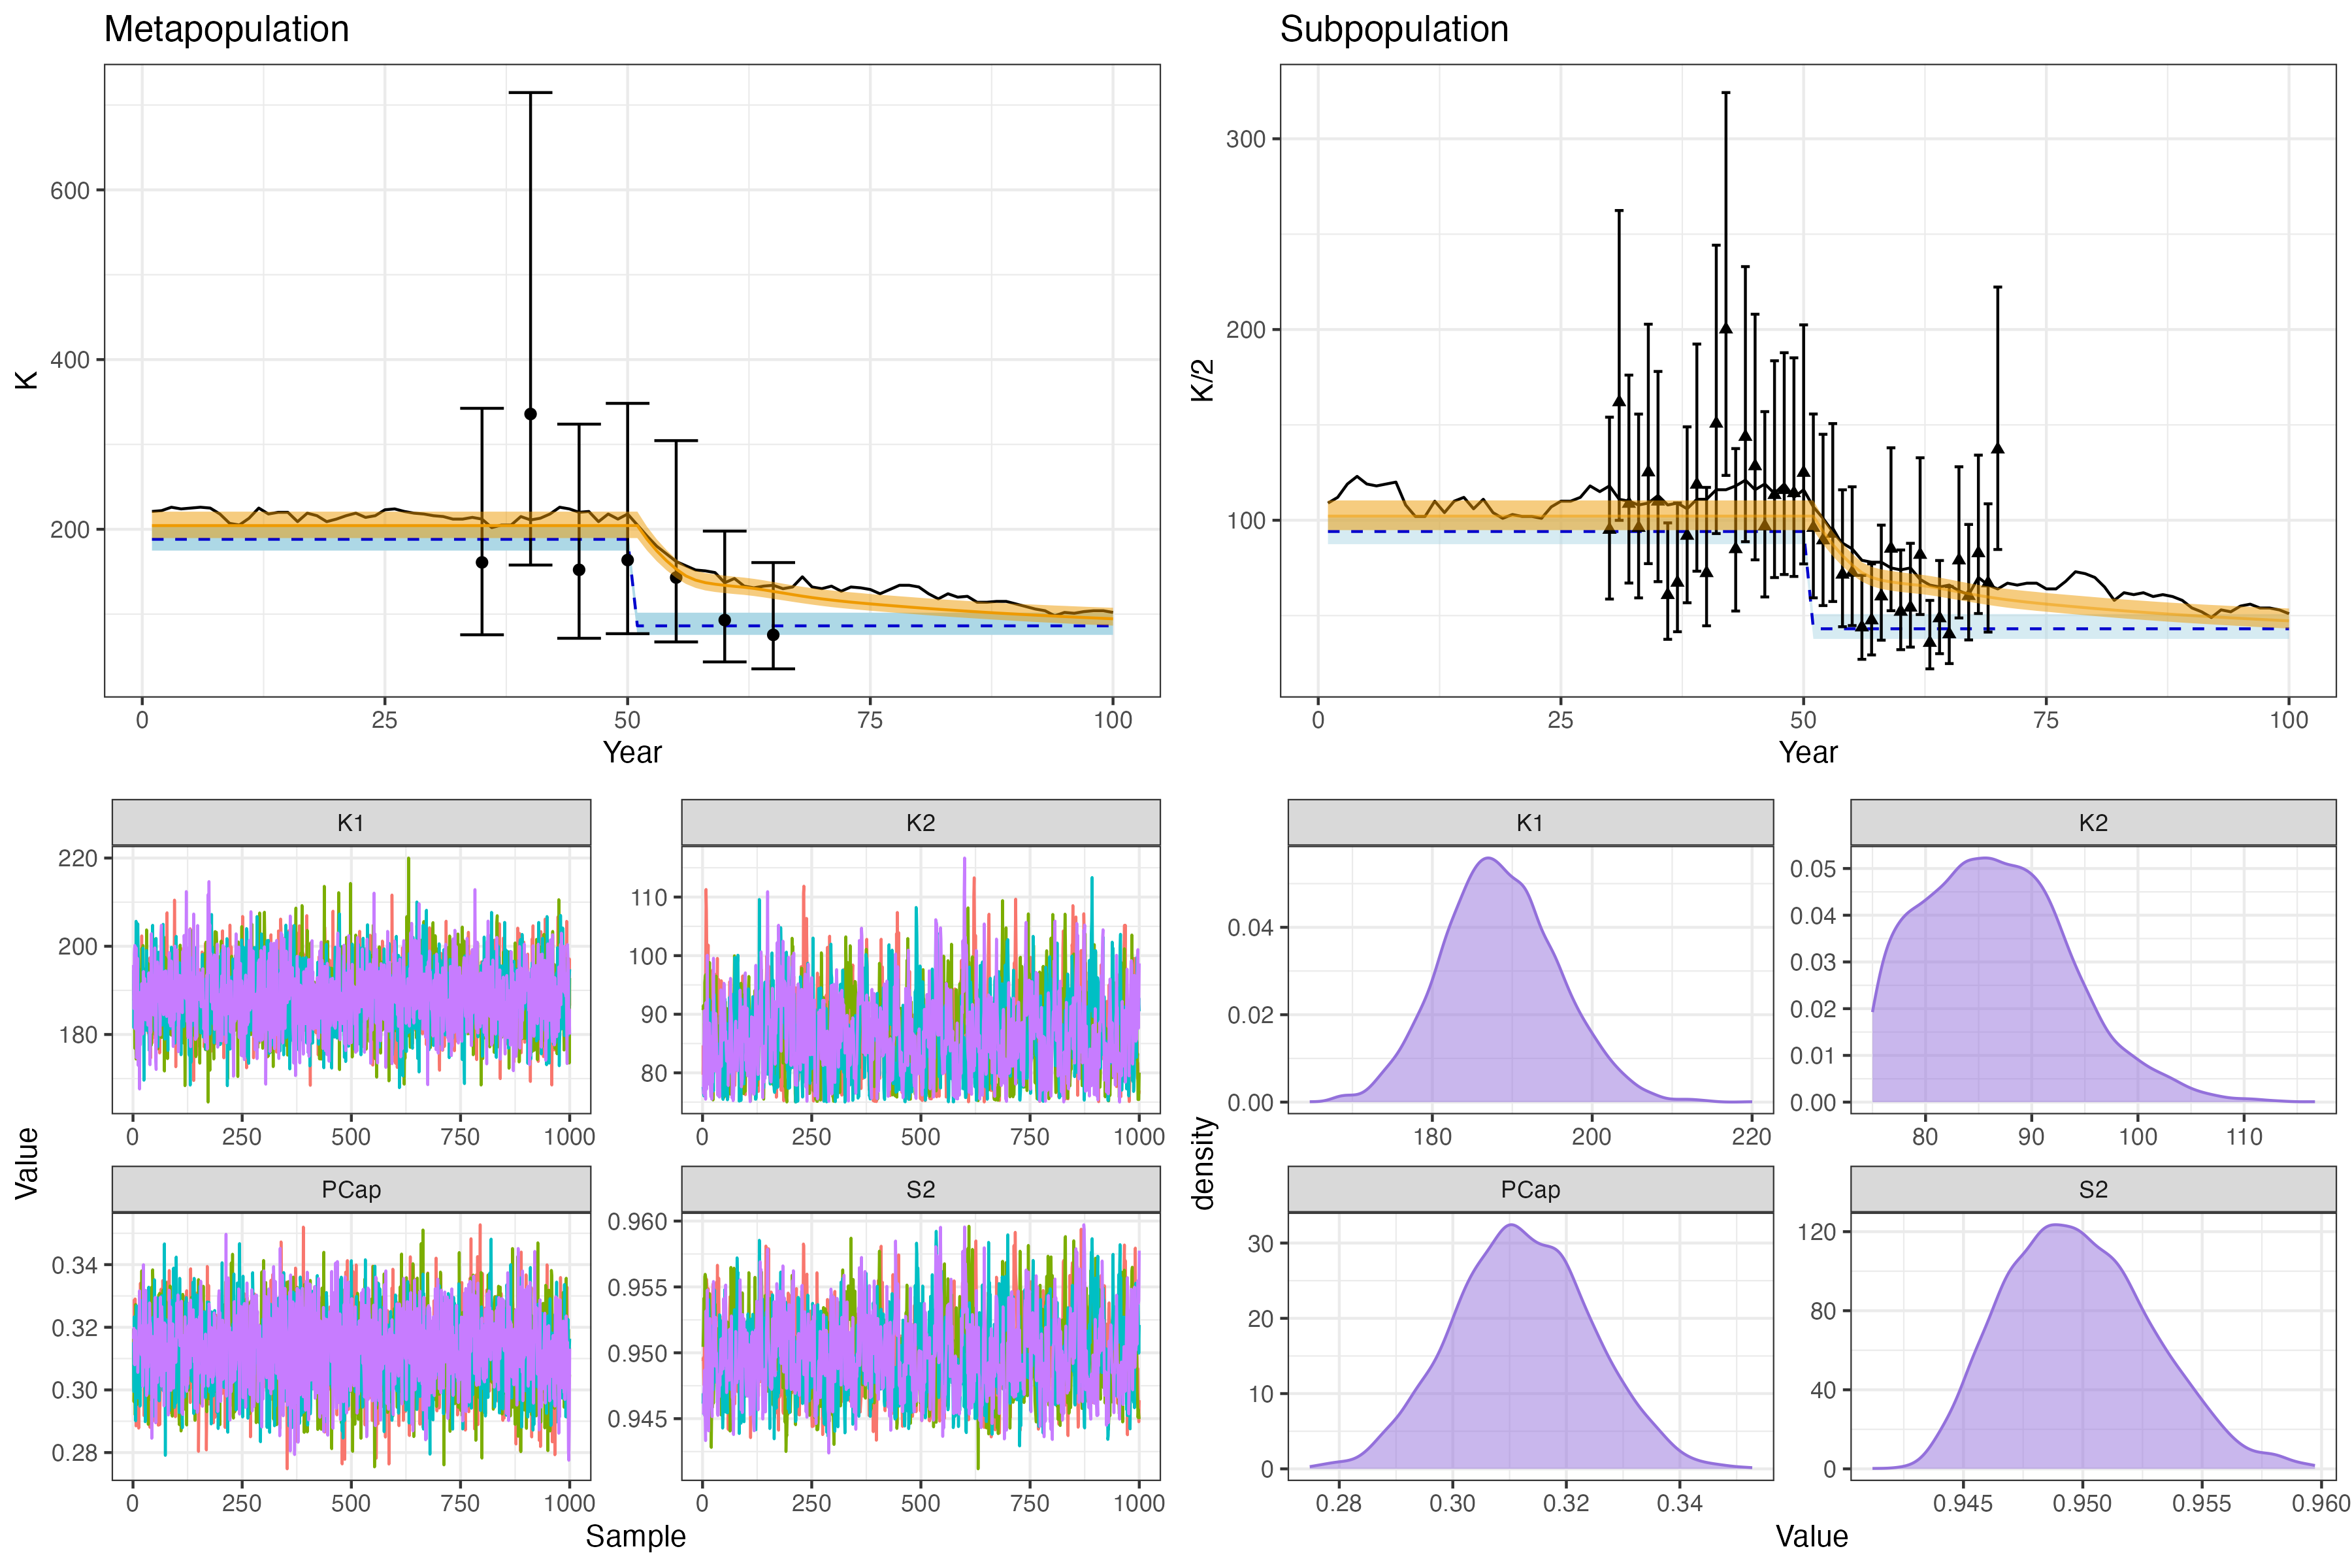 Metapopulation
Subpopulation
600
400
200
K
0 25 50 75 100
Year
300
200
100
K/2
0 25 50 75 100
Year
K1
K2
220
200
180
110
100
90
80
0 250 500 750 1000
0 250 500 750 1000
PCap
S2
0.34
0.32
0.30
0.28
0.960
0.955
0.950
0.945
0 250 500 750 1000
0 250 500 750 1000
Value
Sample
K1
K2
0.04
0.02
0.00
0.05
0.04
0.03
0.02
0.01
0.00
180 200 220
80 90 100 110
PCap
S2
30
20
10
0
120
80
40
0
0.28 0.30 0.32 0.34
0.945 0.950 0.955 0.960
density
Value